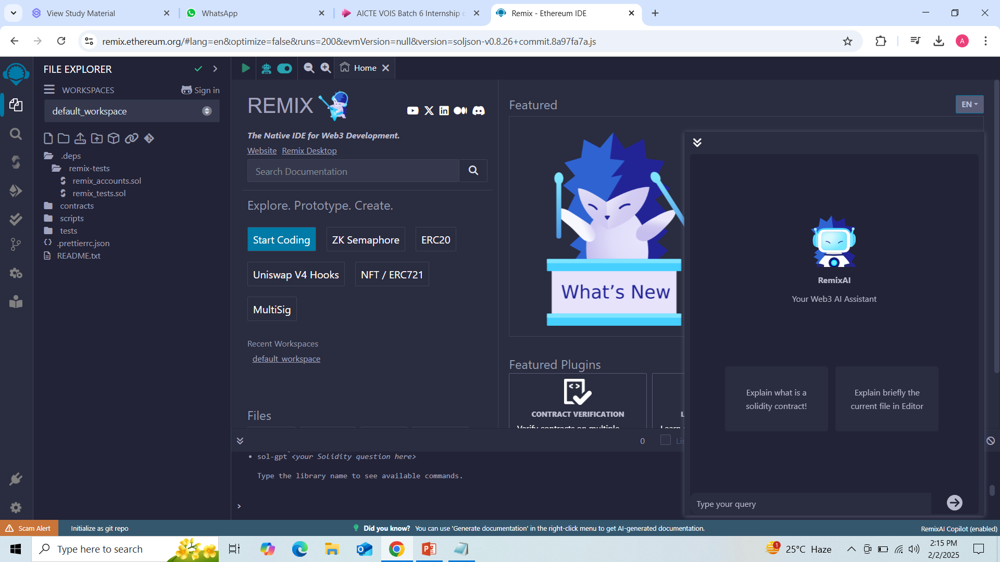 View Study Material
WhatsApp
AICTE VOIS Batch 6 Internship
Remix - Ethereum IDE
remix.ethereum.org/#lang=en&optimize=false&runs=200&evmVersion=null&version=soljson-v0.8.26+commit.8a97fa7a.js
A
FILE EXPLORER
WORKSPACES
Sign in
default_workspace
.deps
remix-tests
remix_accounts.sol
remix_tests.sol
contracts
scripts
tests
.prettierrc.json
README.txt
Home
REMIX
The Native IDE for Web3 Development.
Website Remix Desktop
Search Documentation
Explore. Prototype. Create.
Start Coding
ZK Semaphore
ERC20
Uniswap V4 Hooks
NFT / ERC721
MultiSig
Recent Workspaces
default_workspace
Files
Featured
EN
What's New
Featured Plugins
CONTRACT VERIFICATION
Verify contracts on multiple
L
Learn
RemixAI
Your Web3 AI Assistant
Explain what is a
solidity contract!
Explain briefly the
current file in Editor
Type your query
0
Lis
sol-gpt <your Solidity question here>
Type the library name to see available commands.
>
Scam Alert
Initialize as git repo
Did you know? You can use 'Generate documentation' in the right-click menu to get AI-generated documentation.
RemixAI Copilot (enabled)
Type here to search
1
25°C Haze
2:15 PM
2/2/2025